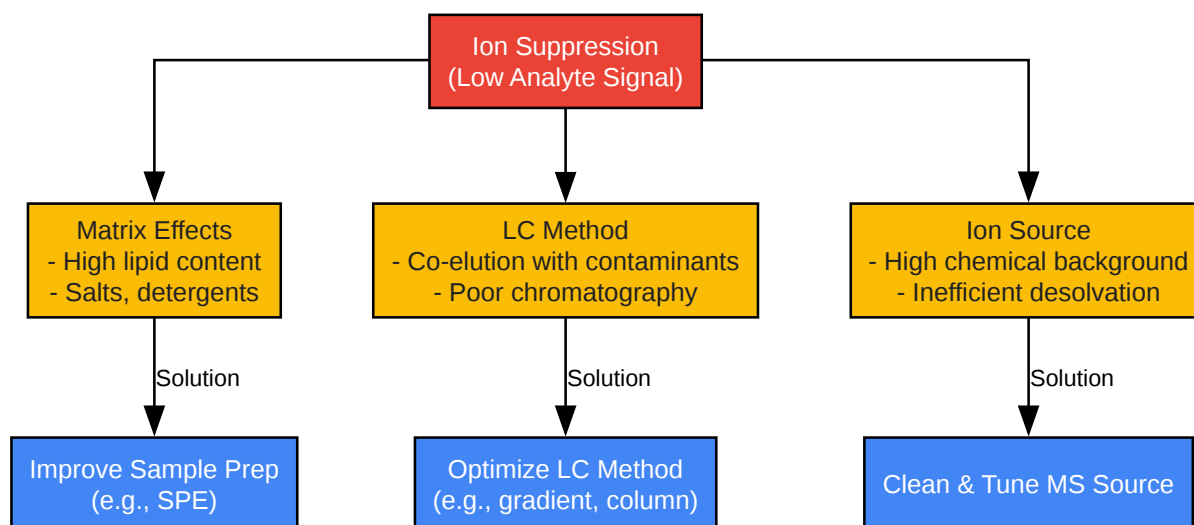 Ion Suppression
(Low Analyte Signal)
Matrix Effects
- High lipid content
- Salts, detergents
LC Method
- Co-elution with contaminants
- Poor chromatography
Ion Source
- High chemical background
- Inefficient desolvation
Solution
Solution
Solution
Improve Sample Prep
(e.g., SPE)
Optimize LC Method
(e.g., gradient, column)
Clean & Tune MS Source